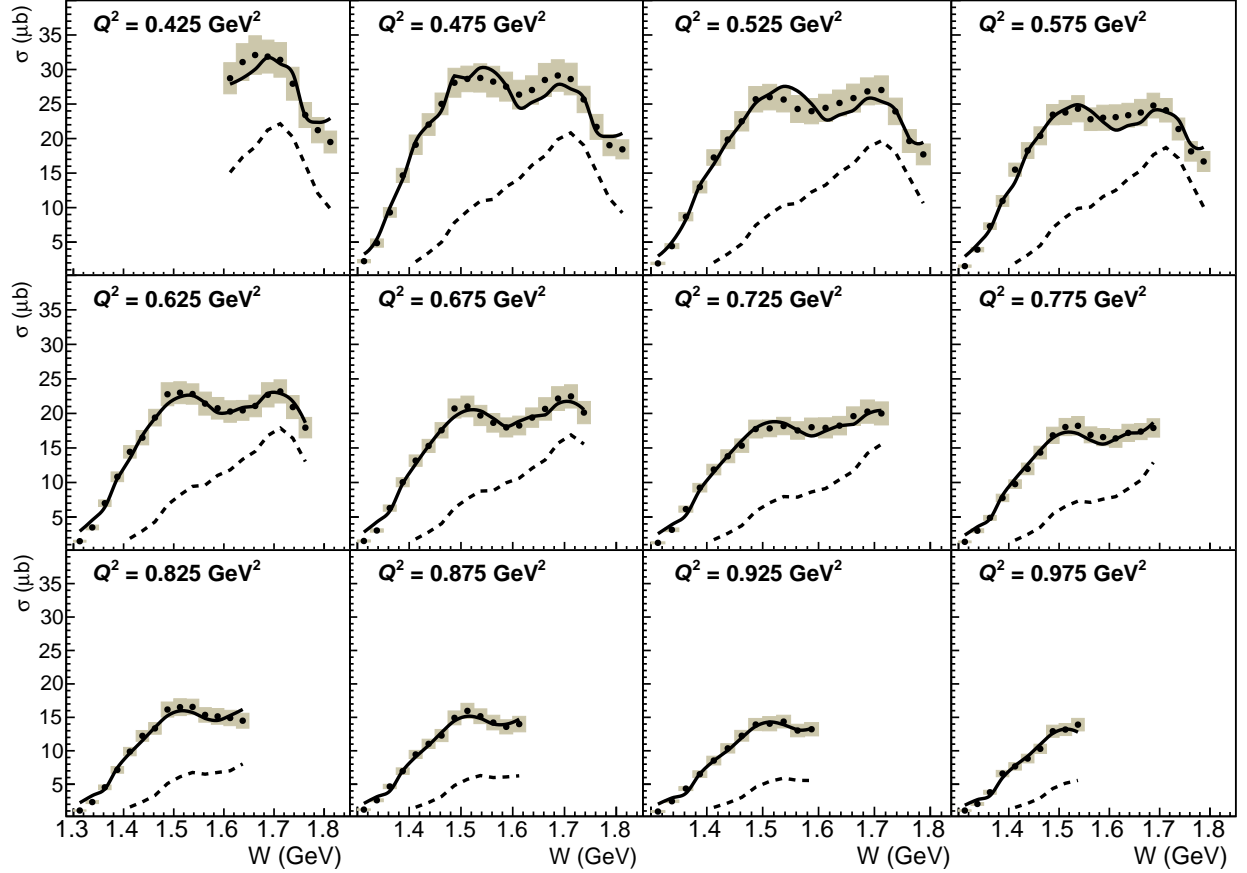 Q² = 0.425 GeV² Q² = 0.475 GeV² Q² = 0.525 GeV² Q² = 0.575 GeV²
σ (μb)
35
30
25
20
15
10
5
Q² = 0.625 GeV² Q² = 0.675 GeV² Q² = 0.725 GeV² Q² = 0.775 GeV²
σ (μb)
35
30
25
20
15
10
5
Q² = 0.825 GeV² Q² = 0.875 GeV² Q² = 0.925 GeV² Q² = 0.975 GeV²
σ (μb)
35
30
25
20
15
10
5
1.3 1.4 1.5 1.6 1.7 1.8 1.4 1.5 1.6 1.7 1.8 1.4 1.5 1.6 1.7 1.8 1.4 1.5 1.6 1.7 1.8
W (GeV) W (GeV) W (GeV) W (GeV)